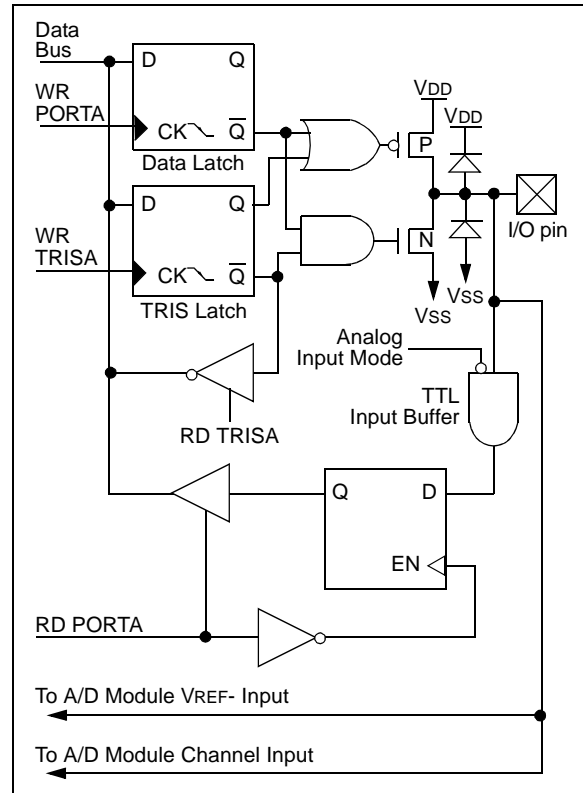 Data
Bus
D Q
VDD
WR
PORTA
VDD
CK Q
P
Data Latch
D Q
I/O pin
WR
TRISA
N
CK Q
VSS
VSS
TRIS Latch
Analog
Input Mode
TTL
Input Buffer
RD TRISA
Q D
EN
RD PORTA
To A/D Module VREF- Input
To A/D Module Channel Input